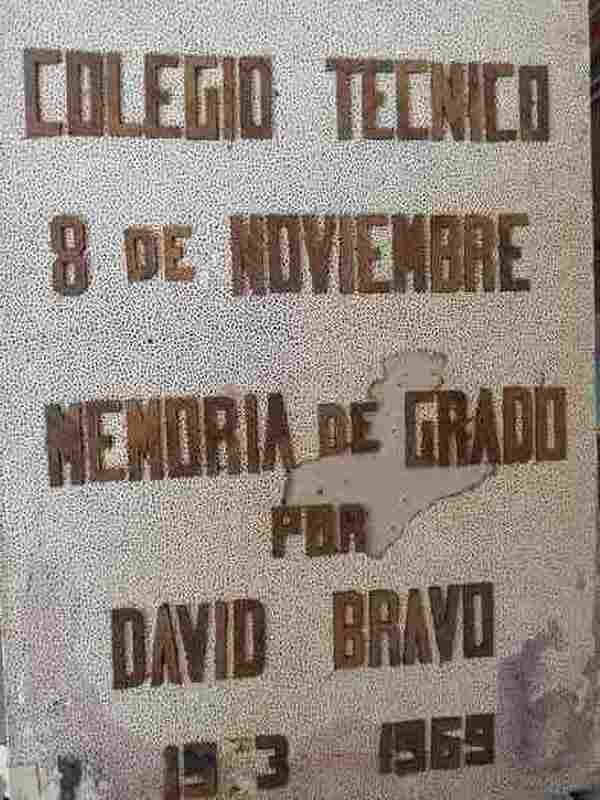 COLEGIO TECNICO
8 DE NOVIEMBRE
MEMORIA DE GRADO
POR
DAVID BRAVO
1969